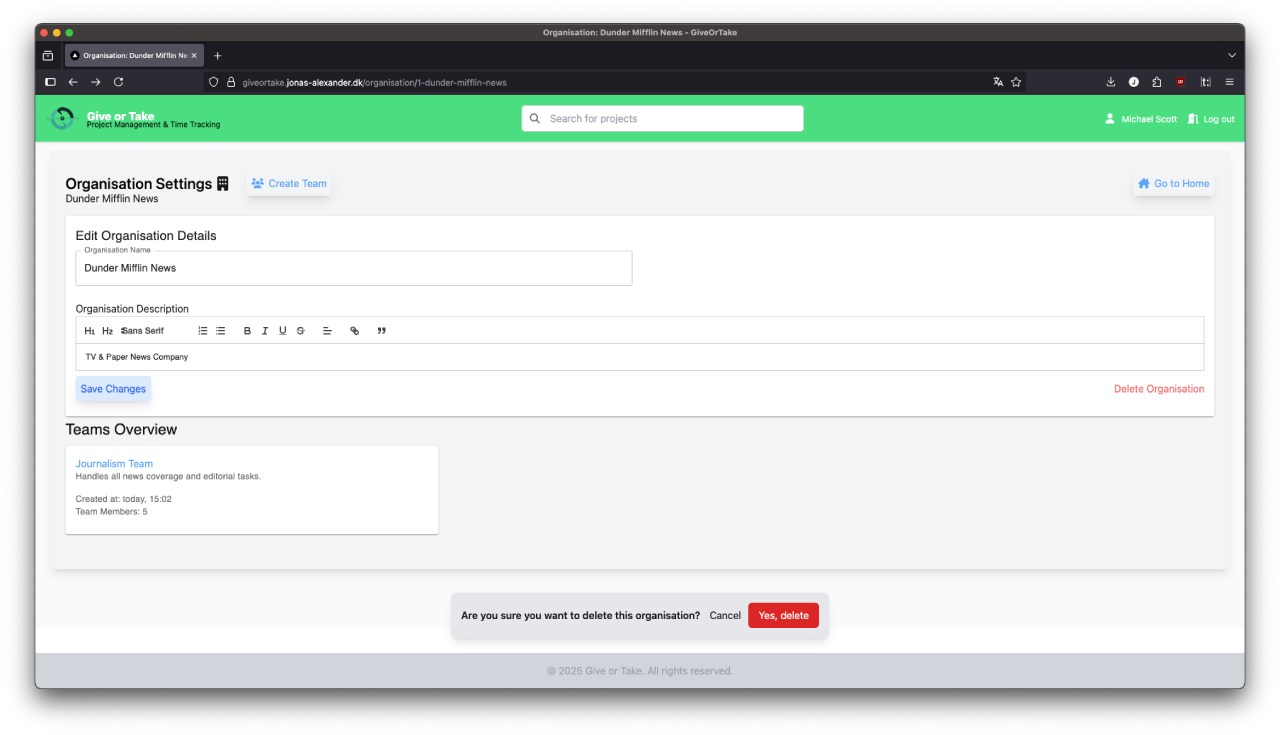 Organisation: Dunder Mifflin News - GiveOrTake
Organisation: Dunder Mifflin Ne
giveortake.jonas-alexander.dk/organisation/1-dunder-mifflin-news
Give or Take
Project Management & Time Tracking
Search for projects
Michael Scott
Log out
Organisation Settings
Create Team
Go to Home
Dunder Mifflin News
Edit Organisation Details
Organisation Name
Dunder Mifflin News
Organisation Description
H1 H2 Sans Serif B I U S
TV & Paper News Company
Save Changes
Delete Organisation
Teams Overview
Journalism Team
Handles all news coverage and editorial tasks.
Created at: today, 15:02
Team Members: 5
Are you sure you want to delete this organisation? Cancel Yes, delete
© 2025 Give or Take. All rights reserved.